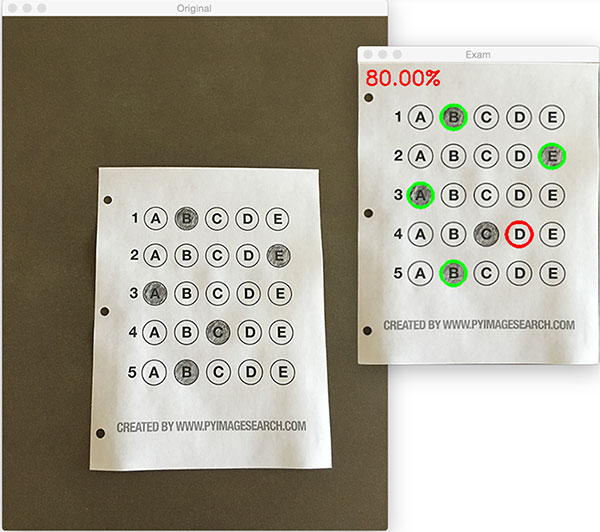 Original
1 A B C D E
2 A B C D E
3 A B C D E
4 A B C D E
5 A B C D E
CREATED BY WWW.PYIMAGESEARCH.COM
Exam
80.00%
1 A B C D E
2 A B C D E
3 A B C D E
4 A B C D E
5 A B C D E
CREATED BY WWW.PYIMAGESEARCH.COM